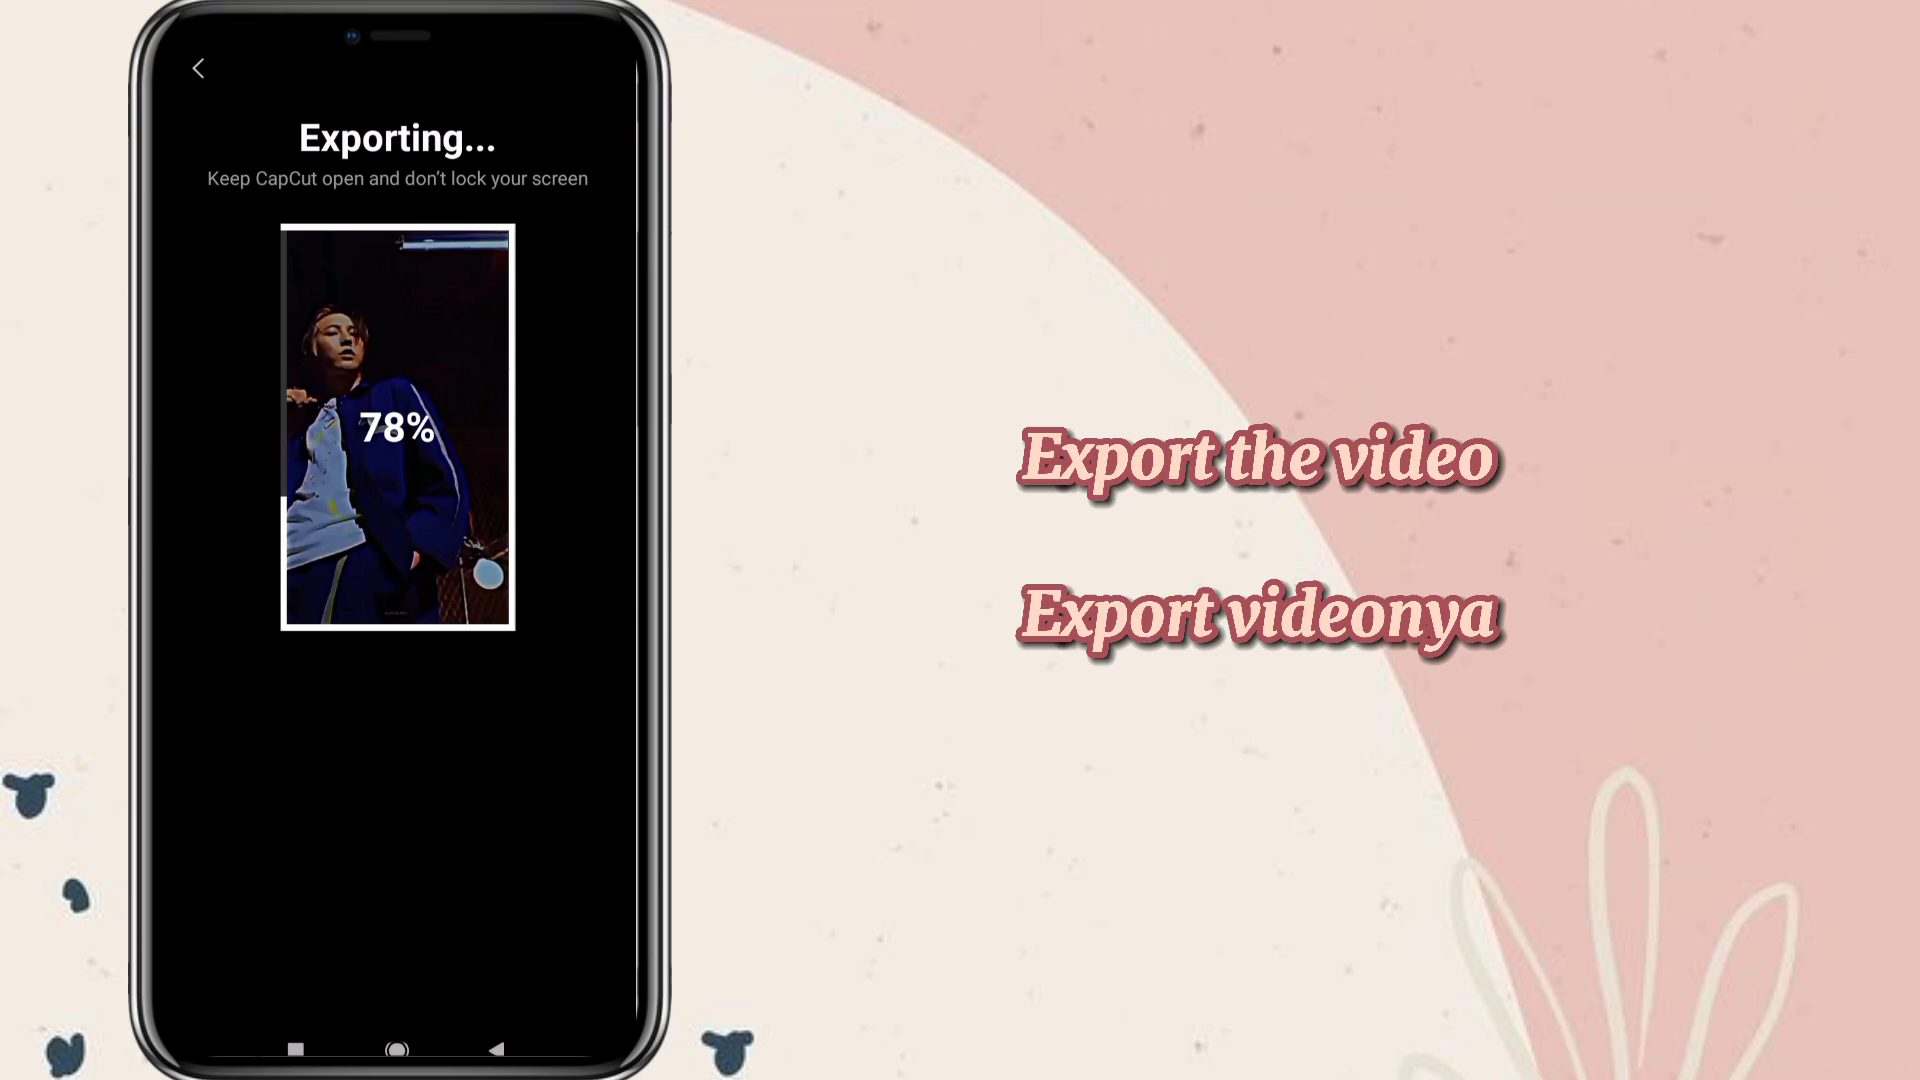 Exporting...
Keep CapCut open and don't lock your screen
78%
Export the video
Export videonya